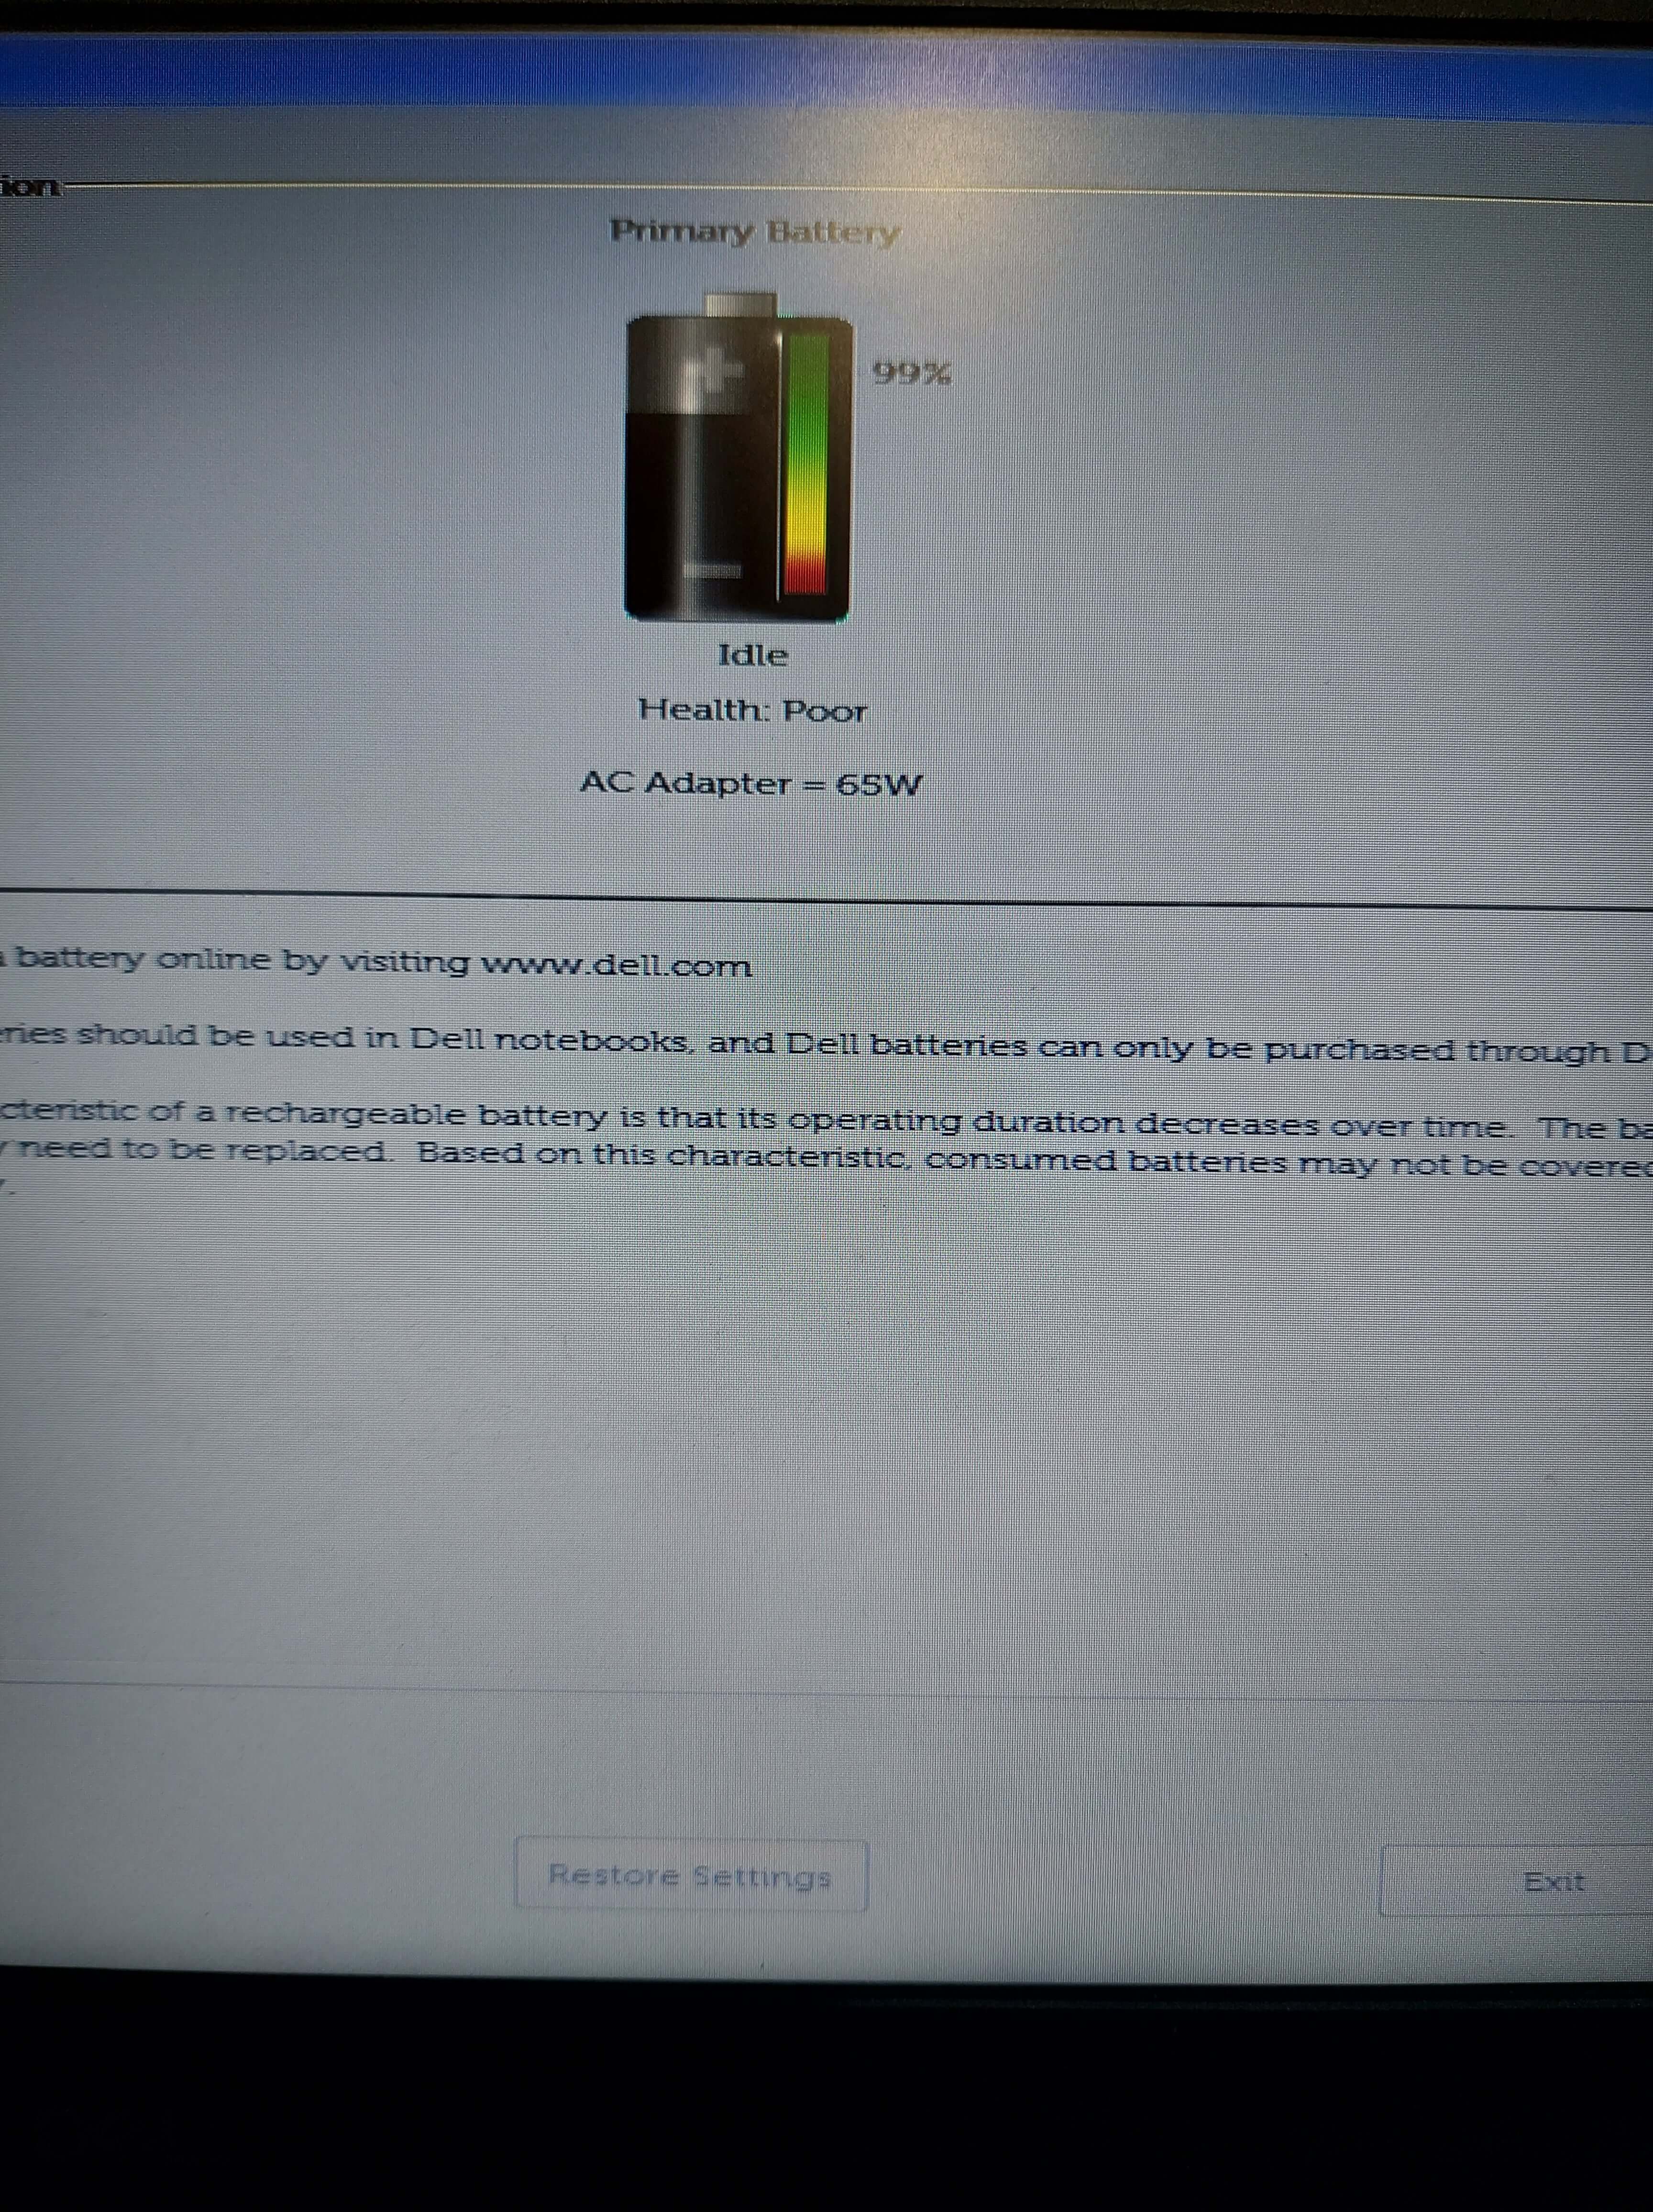 ion
Primary Battery
99%
Idle
Health: Poor
AC Adapter = 65W
battery online by visiting www.dell.com
eries should be used in Dell notebooks, and Dell batteries can only be purchased through D
cteristic of a rechargeable battery is that its operating duration decreases over time. The ba
need to be replaced. Based on this characteristic, consumed batteries may not be covered
Restore Settings
Exit